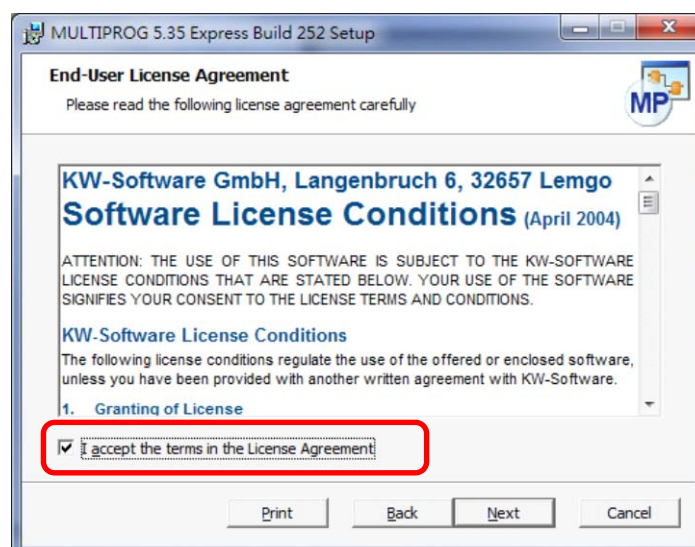 MULTIPROG 5.35 Express Build 252 Setup
End-User License Agreement
Please read the following license agreement carefully
MP
KW-Software GmbH, Langenbruch 6, 32657 Lemgo
Software License Conditions (April 2004)
ATTENTION: THE USE OF THIS SOFTWARE IS SUBJECT TO THE KW-SOFTWARE
LICENSE CONDITIONS THAT ARE STATED BELOW. YOUR USE OF THE SOFTWARE
SIGNIFIES YOUR CONSENT TO THE LICENSE TERMS AND CONDITIONS.
KW-Software License Conditions
The following license conditions regulate the use of the offered or enclosed software,
unless you have been provided with another written agreement with KW-Software.
1. Granting of License
I accept the terms in the License Agreement
Print Back Next Cancel